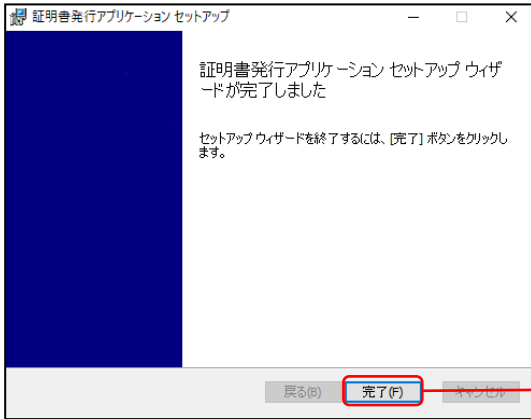 証明書発行アプリケーション セットアップ
証明書発行アプリケーション セットアップ ウィザ
ードが完了しました
セットアップ ウィザードを終了するには、[完了] ボタンをクリックし
ます。
戻る(B) 完了(F) キャンセル